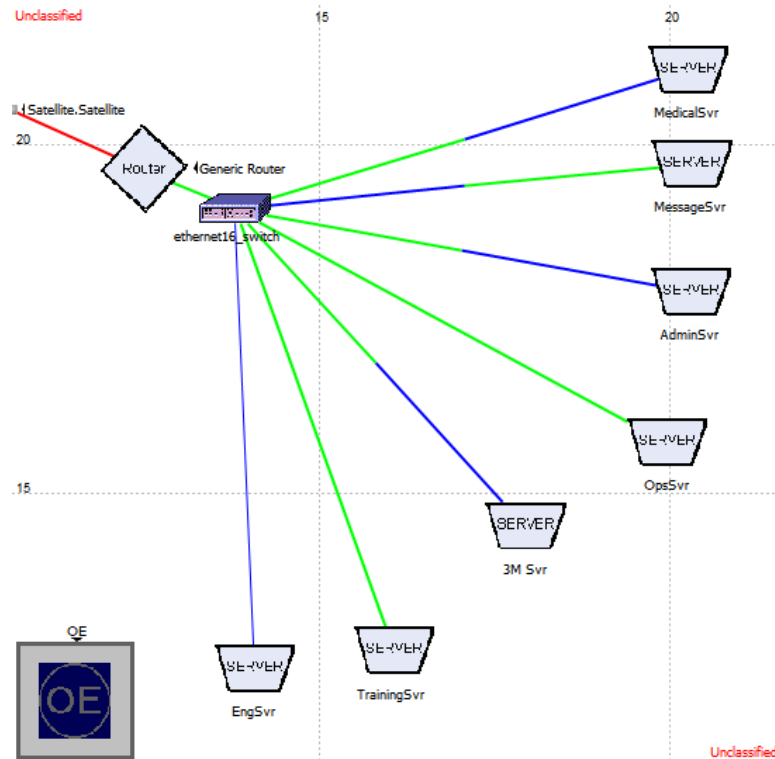 Unclassified
15
20
Satellite.Satellite
20
Router
Generic Router
ethernet16_switch
SERVER
MedicalSvr
SERVER
MessageSvr
SERVER
AdminSvr
SERVER
OpsSvr
15
SERVER
3M Svr
SERVER
TrainingSvr
SERVER
EngSvr
OE
OE
Unclassified